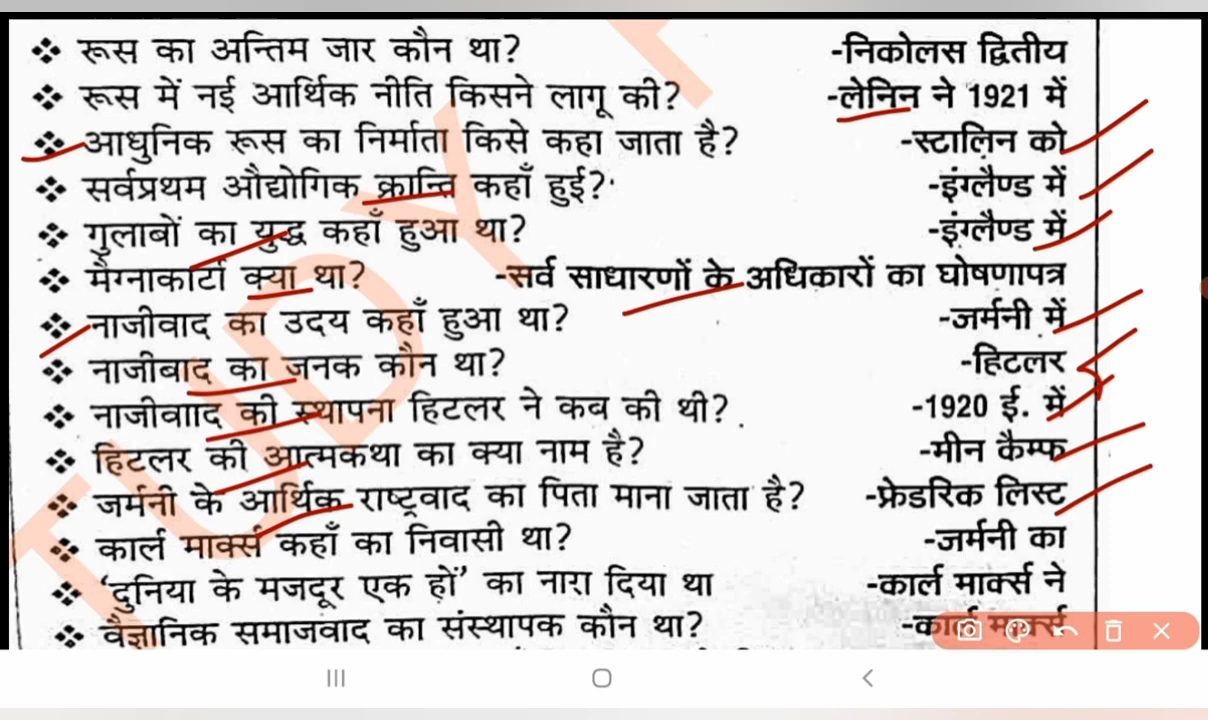 ❖ रूस का अन्तिम जार कौन था? -निकोलस द्वितीय
❖ रूस में नई आर्थिक नीति किसने लागू की? -लेनिन ने 1921 में
❖ आधुनिक रूस का निर्माता किसे कहा जाता है? -स्टालिन को
❖ सर्वप्रथम औद्योगिक क्रान्ति कहाँ हुई? -इंग्लैण्ड में
❖ गुलाबों का युद्ध कहाँ हुआ था? -इंग्लैण्ड में
❖ मैग्नाकार्टा क्या था? -सर्व साधारणों के अधिकारों का घोषणापत्र
❖ नाजीवाद का उदय कहाँ हुआ था? -जर्मनी में
❖ नाजीबाद का जनक कौन था? -हिटलर
❖ नाजीवााद की स्थापना हिटलर ने कब की थी? -1920 ई. में
❖ हिटलर की आत्मकथा का क्या नाम है? -मीन कैम्फ
❖ जर्मनी के आर्थिक राष्ट्रवाद का पिता माना जाता है? -फ्रेडरिक लिस्ट
❖ कार्ल मार्क्स कहाँ का निवासी था? -जर्मनी का
❖ 'दुनिया के मजदूर एक हों' का नारा दिया था -कार्ल मार्क्स ने
❖ वैज्ञानिक समाजवाद का संस्थापक कौन था? -कार्ल मार्क्स